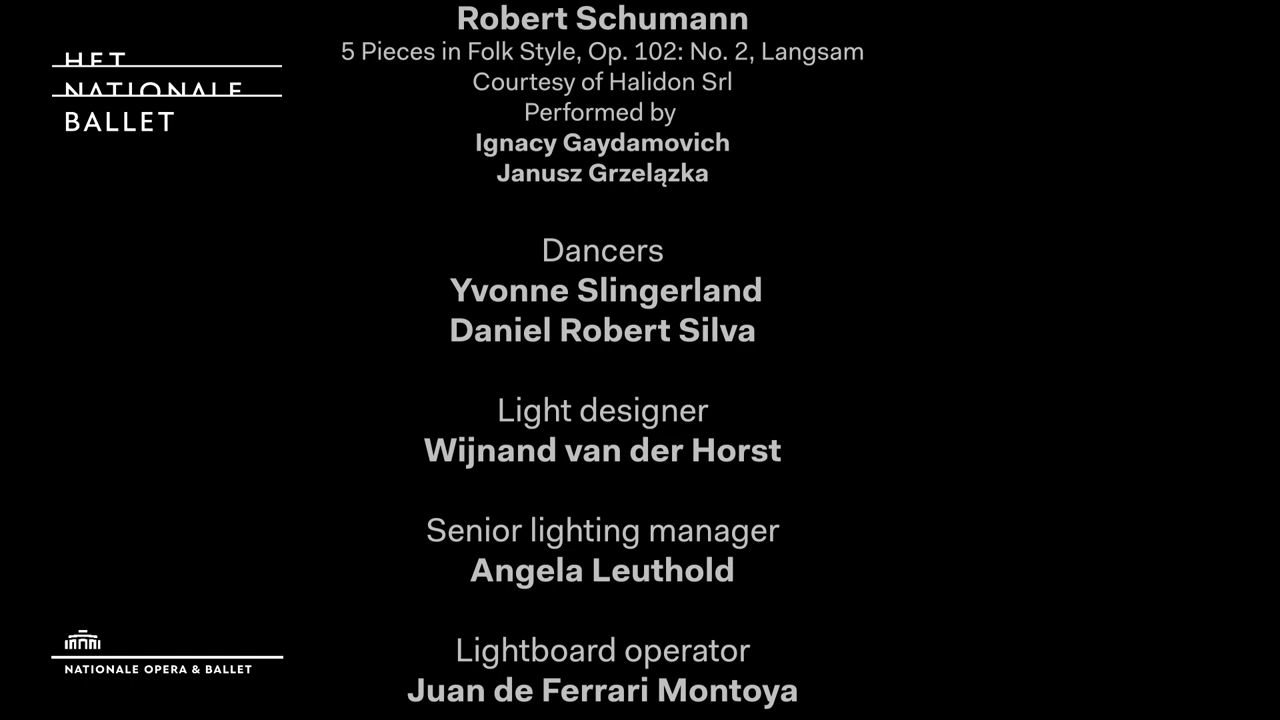 HET
NATIONALE
BALLET
Robert Schumann
5 Pieces in Folk Style, Op. 102: No. 2, Langsam
Courtesy of Halidon Srl
Performed by
Ignacy Gaydamovich
Janusz Grzelązka
Dancers
Yvonne Slingerland
Daniel Robert Silva
Light designer
Wijnand van der Horst
Senior lighting manager
Angela Leuthold
Lightboard operator
Juan de Ferrari Montoya
NATIONALE OPERA & BALLET